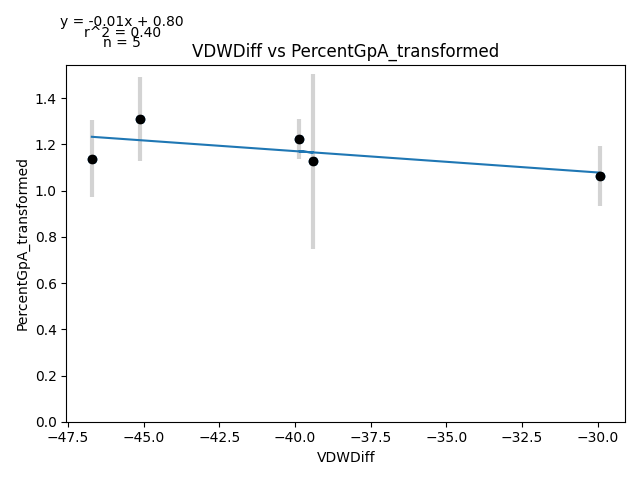 y = -0.01x + 0.80
r^2 = 0.40
n = 5
VDWDiff vs PercentGpA_transformed
PercentGpA_transformed
1.4
1.2
1.0
0.8
0.6
0.4
0.2
0.0
−47.5 −45.0 −42.5 −40.0 −37.5 −35.0 −32.5 −30.0
VDWDiff